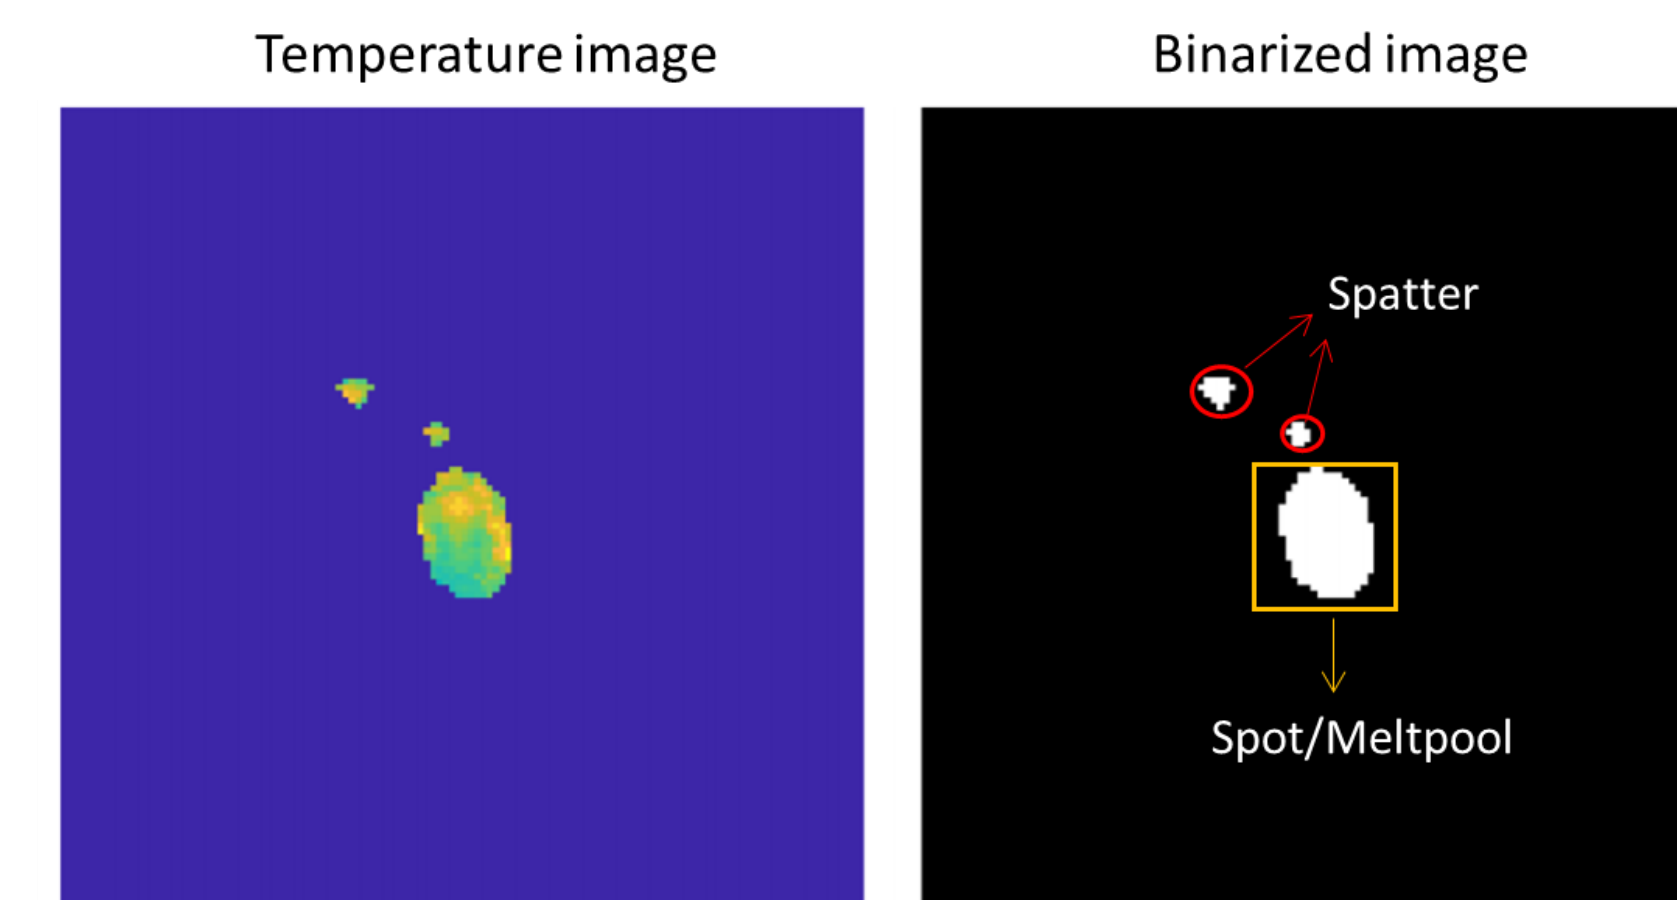 Temperature image
Binarized image
Spatter
Spot/Meltpool